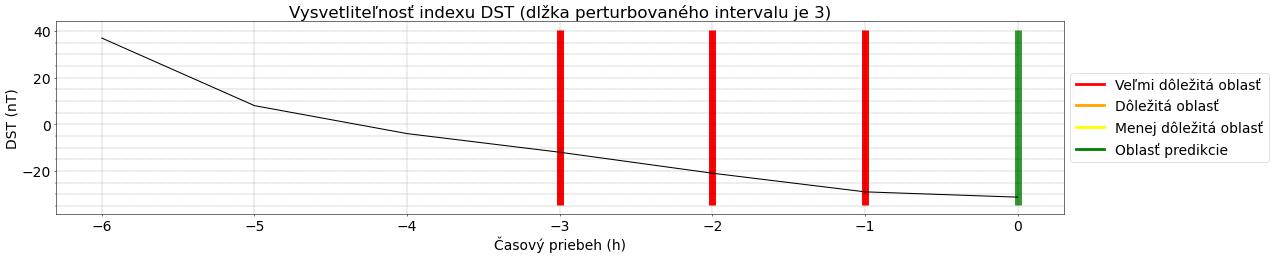 Vysvetliteľnosť indexu DST (dĺžka perturbovaného intervalu je 3)
40
20
0
−20
DST (nT)
−6 −5 −4 −3 −2 −1 0
Časový priebeh (h)
Veľmi dôležitá oblasť
Dôležitá oblasť
Menej dôležitá oblasť
Oblasť predikcie